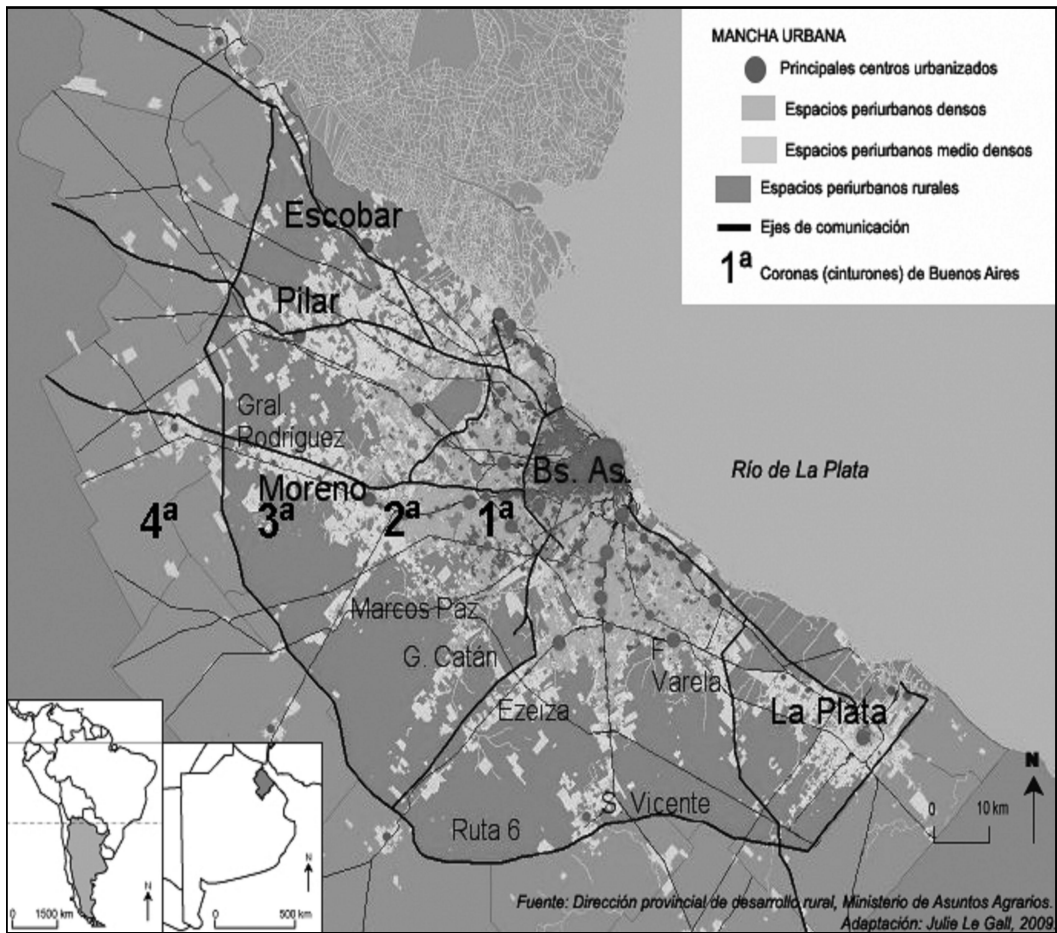 MANCHA URBANA
Principales centros urbanizados
Espacios periurbanos densos
Espacios periurbanos medio densos
Espacios periurbanos rurales
Ejes de comunicación
1ª Coronas (cinturones) de Buenos Aires
Escobar
Pilar
Gral
Rodríguez
Bs. As.
Río de La Plata
Moreno
4ª 3ª 2ª 1ª
Marcos Paz
G. Catán
F.
Varela
Ezeiza
La Plata
S. Vicente
Ruta 6
N
0 10 km
N
0 1500 km
N
0 500 km
Fuente: Dirección provincial de desarrollo rural, Ministerio de Asuntos Agrarios.
Adaptación: Julie Le Gall, 2009